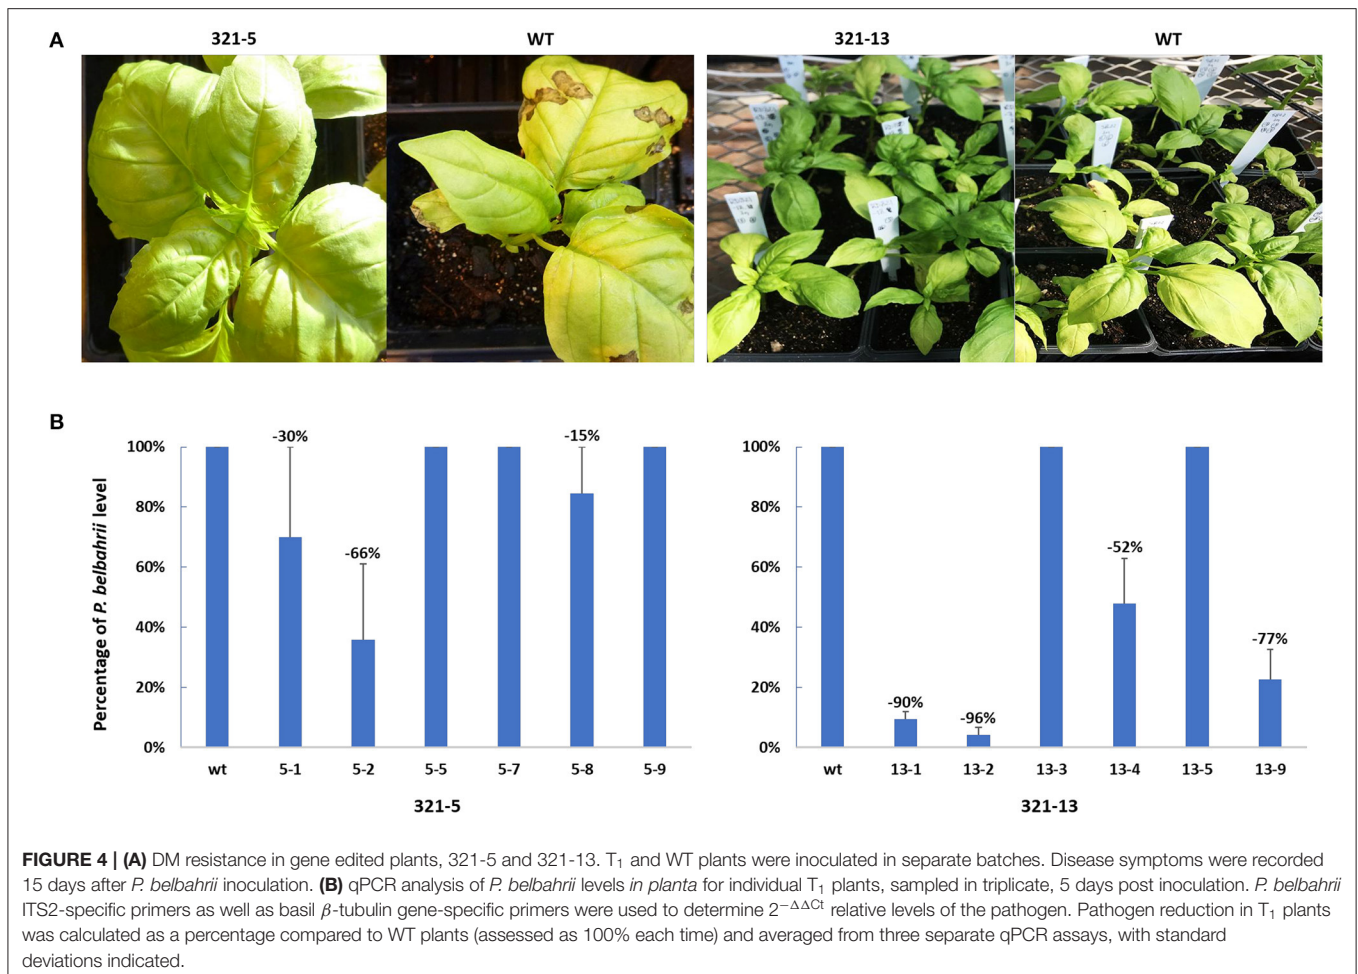 A
321-5 WT 321-13 WT
B
-30%
-66%
-15%
100%
80%
60%
40%
20%
0%
Percentage of P. belbahrii level
wt 5-1 5-2 5-5 5-7 5-8 5-9
321-5
-90%
-96%
-52%
-77%
100%
80%
60%
40%
20%
0%
wt 13-1 13-2 13-3 13-4 13-5 13-9
321-13
FIGURE 4 | (A) DM resistance in gene edited plants, 321-5 and 321-13. T1 and WT plants were inoculated in separate batches. Disease symptoms were recorded
15 days after P. belbahrii inoculation. (B) qPCR analysis of P. belbahrii levels in planta for individual T1 plants, sampled in triplicate, 5 days post inoculation. P. belbahrii
ITS2-specific primers as well as basil β-tubulin gene-specific primers were used to determine 2−ΔΔCt relative levels of the pathogen. Pathogen reduction in T1 plants
was calculated as a percentage compared to WT plants (assessed as 100% each time) and averaged from three separate qPCR assays, with standard
deviations indicated.